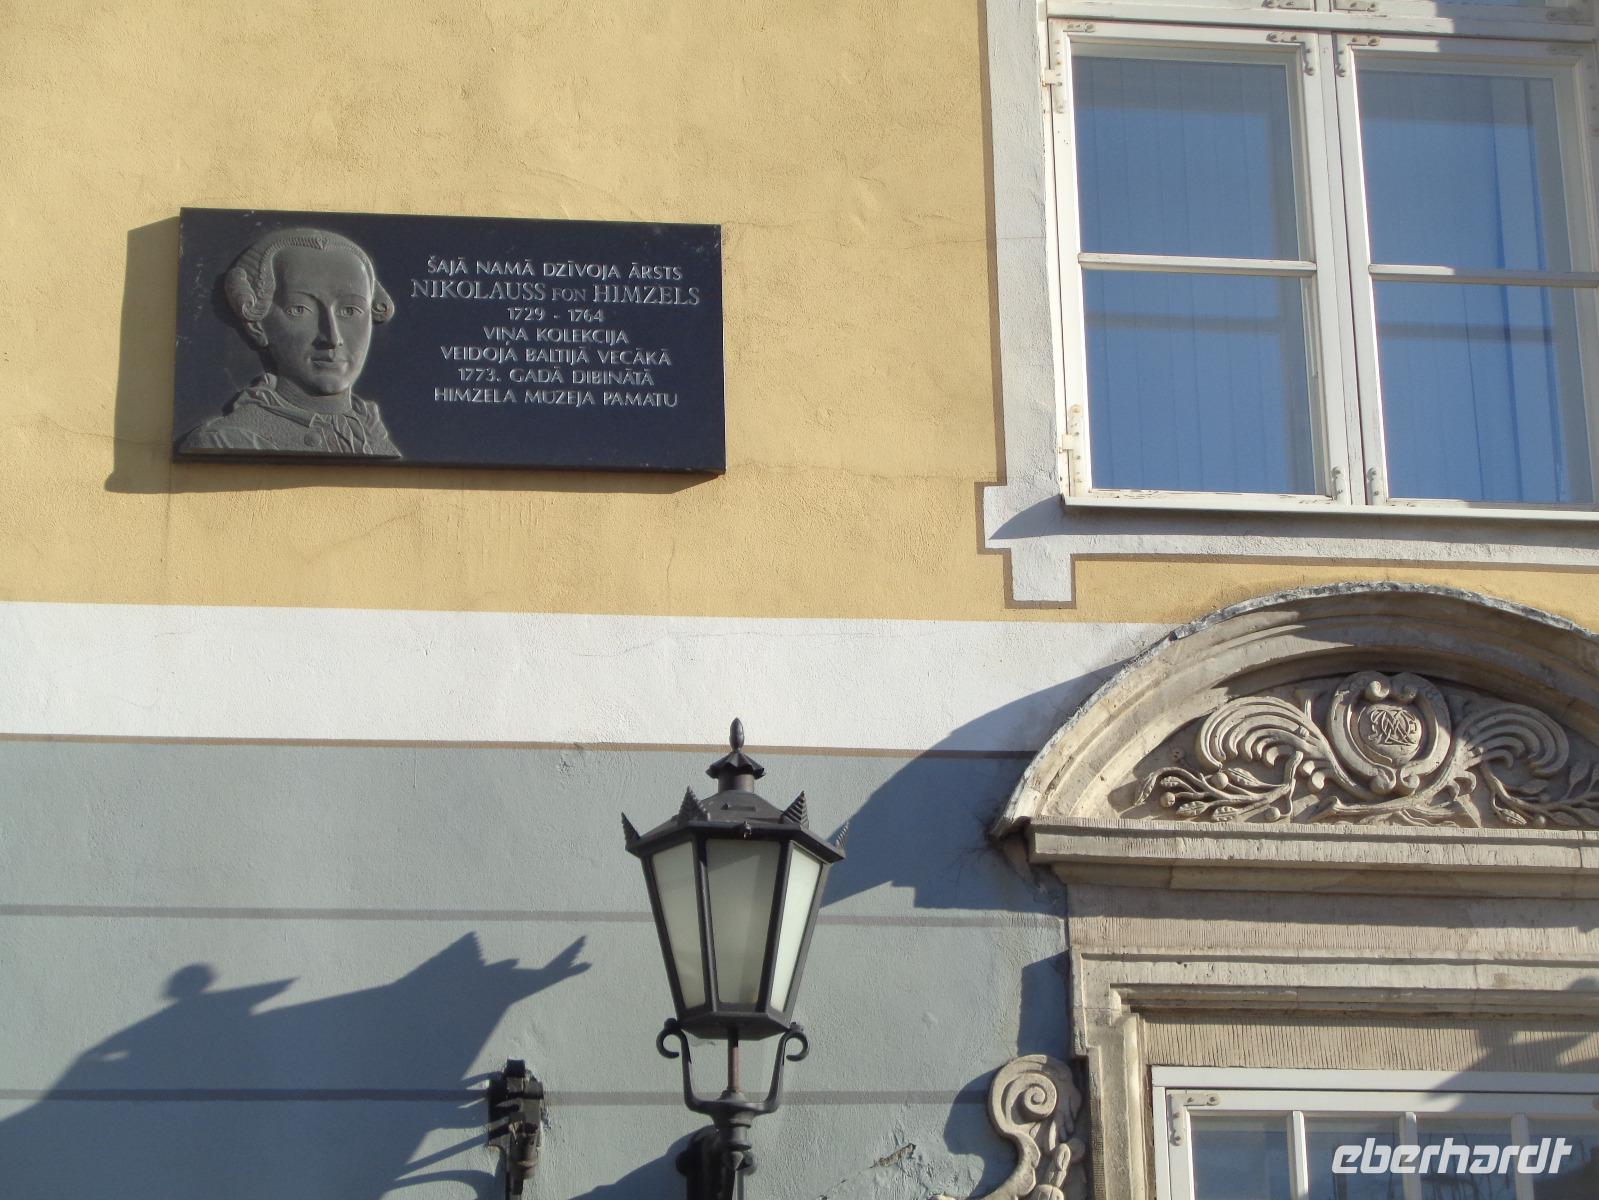 ŠAJĀ NAMĀ DZĪVOJA ĀRSTS
NIKOLAUSS FON HIMZELS
1729 - 1764
VIŅA KOLEKCIJA
VEIDOJA BALTIJĀ VECĀKĀ
1773. GADĀ DIBINĀTĀ
HIMZELA MUZEJA PAMATU
eberhardt